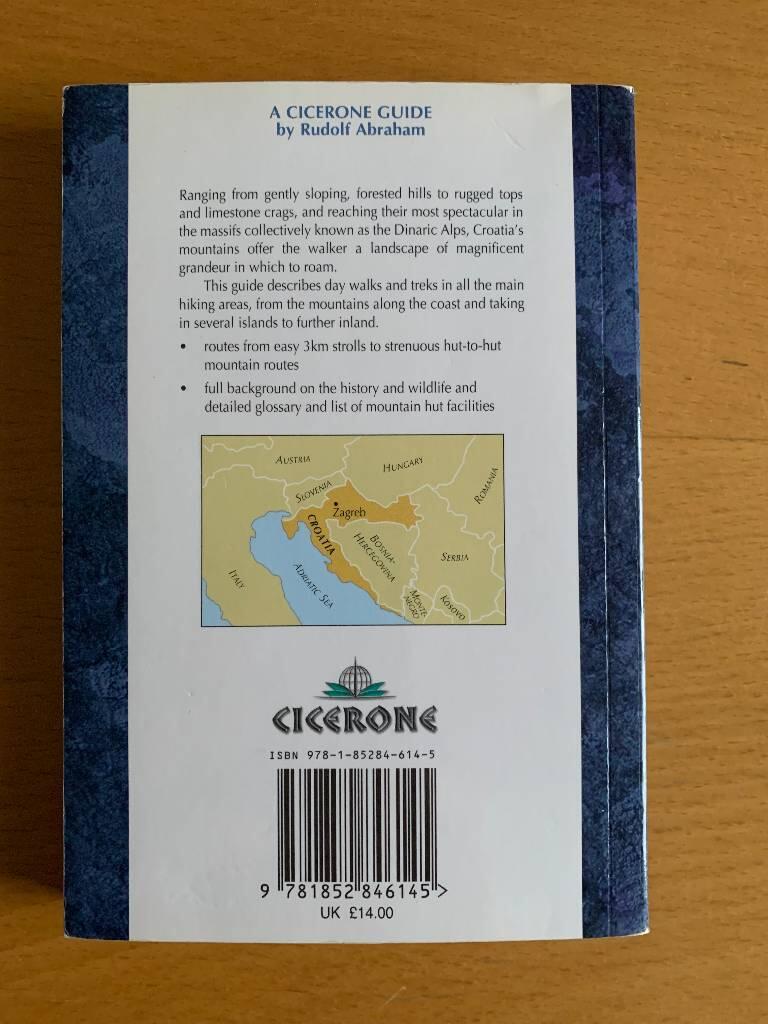 A CICERONE GUIDE
by Rudolf Abraham
Ranging from gently sloping, forested hills to rugged tops
and limestone crags, and reaching their most spectacular in
the massifs collectively known as the Dinaric Alps, Croatia's
mountains offer the walker a landscape of magnificent
grandeur in which to roam.
This guide describes day walks and treks in all the main
hiking areas, from the mountains along the coast and taking
in several islands to further inland.
• routes from easy 3km strolls to strenuous hut-to-hut
mountain routes
• full background on the history and wildlife and
detailed glossary and list of mountain hut facilities
AUSTRIA
HUNGARY
ROMANIA
SLOVENIA
Zagreb
CROATIA
BOSNIA-
HERCEGOVINA
SERBIA
ITALY
ADRIATIC SEA
MONTE-
NEGRO
KOSOVO
CICERONE
ISBN 978-1-85284-614-5
9 781852 846145 >
UK £14.00